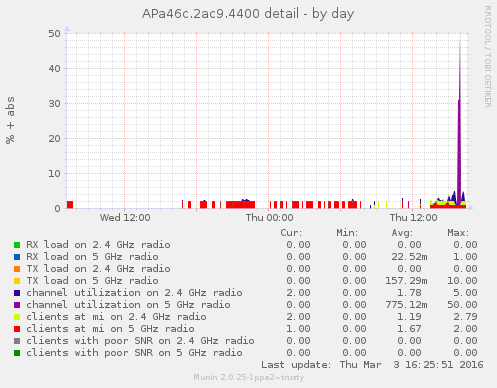 APa46c.2ac9.4400 detail - by day
RRDTOOL / TOBI OETIKER
% + abs
50
40
30
20
10
0
Wed 12:00 Thu 00:00 Thu 12:00
Cur: Min: Avg: Max:
RX load on 2.4 GHz radio 0.00 0.00 0.00 0.00
RX load on 5 GHz radio 0.00 0.00 22.52m 1.00
TX load on 2.4 GHz radio 0.00 0.00 0.00 0.00
TX load on 5 GHz radio 0.00 0.00 157.29m 10.00
channel utilization on 2.4 GHz radio 2.00 0.00 1.78 5.00
channel utilization on 5 GHz radio 0.00 0.00 775.12m 50.00
clients at mi on 2.4 GHz radio 2.00 0.00 1.19 2.79
clients at mi on 5 GHz radio 1.00 0.00 1.67 2.00
clients with poor SNR on 2.4 GHz radio 0.00 0.00 0.00 0.00
clients with poor SNR on 5 GHz radio 0.00 0.00 0.00 0.00
Last update: Thu Mar 3 16:25:51 2016
Munin 2.0.25-1ppa2~trusty